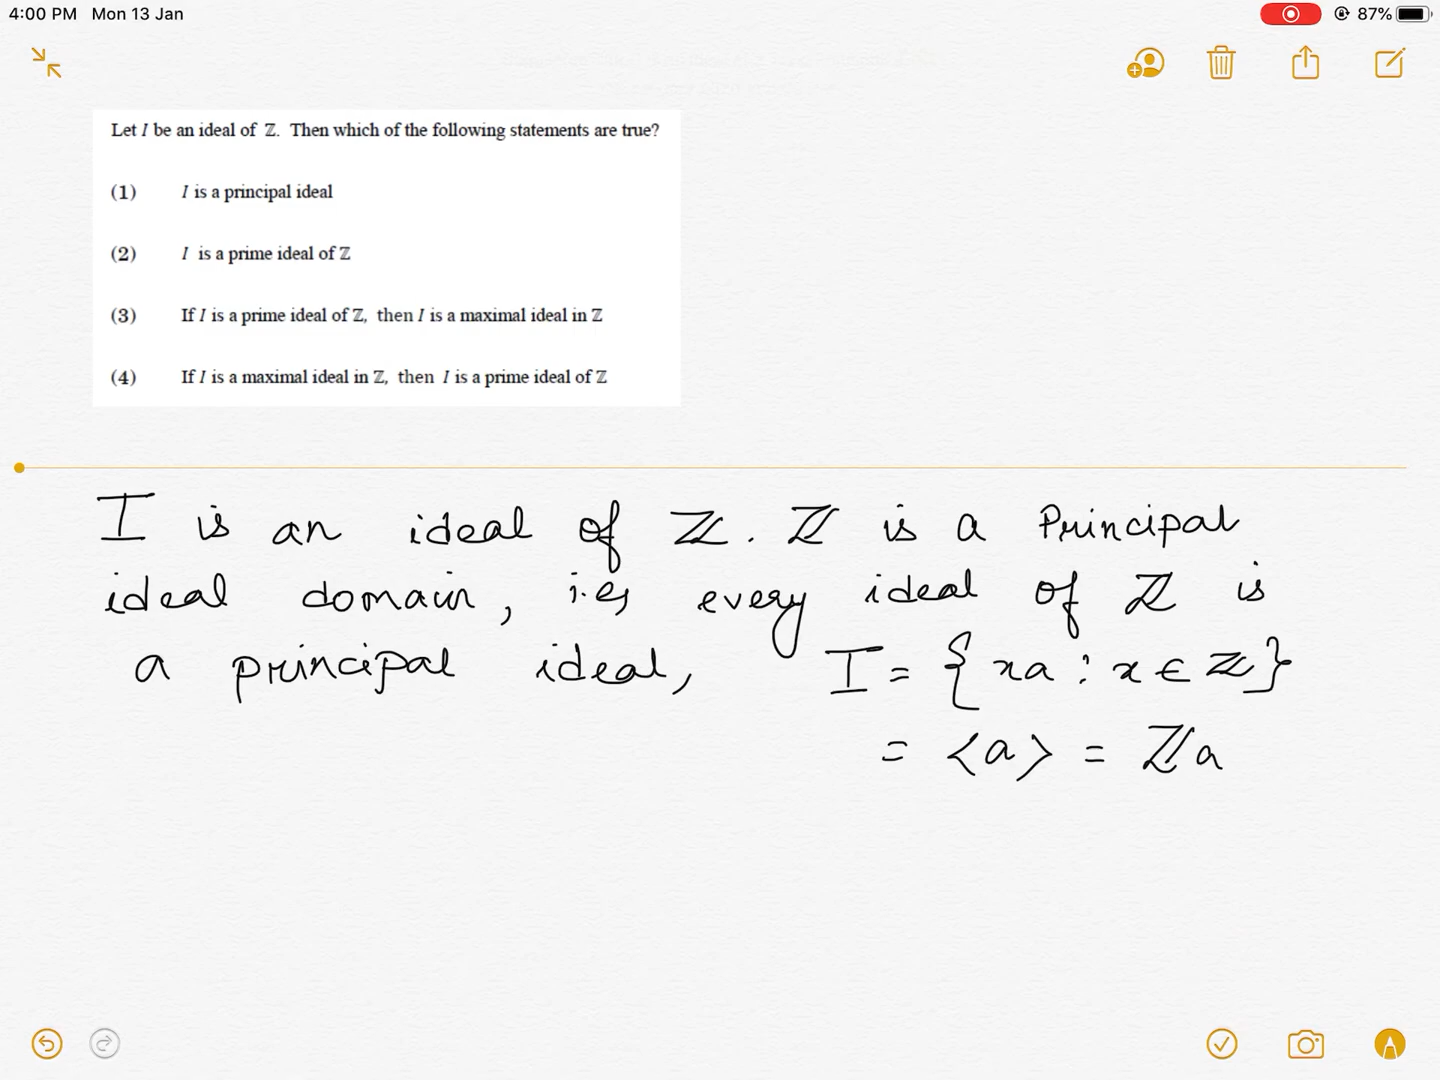 4:00 PM Mon 13 Jan
87%
Let I be an ideal of ℤ. Then which of the following statements are true?
(1) I is a principal ideal
(2) I is a prime ideal of ℤ
(3) If I is a prime ideal of ℤ, then I is a maximal ideal in ℤ
(4) If I is a maximal ideal in ℤ, then I is a prime ideal of ℤ
I is an ideal of ℤ. ℤ is a Principal
ideal domain, i.e, every ideal of ℤ is
a principal ideal, I = {xa : x ∈ ℤ}
= <a> = ℤa